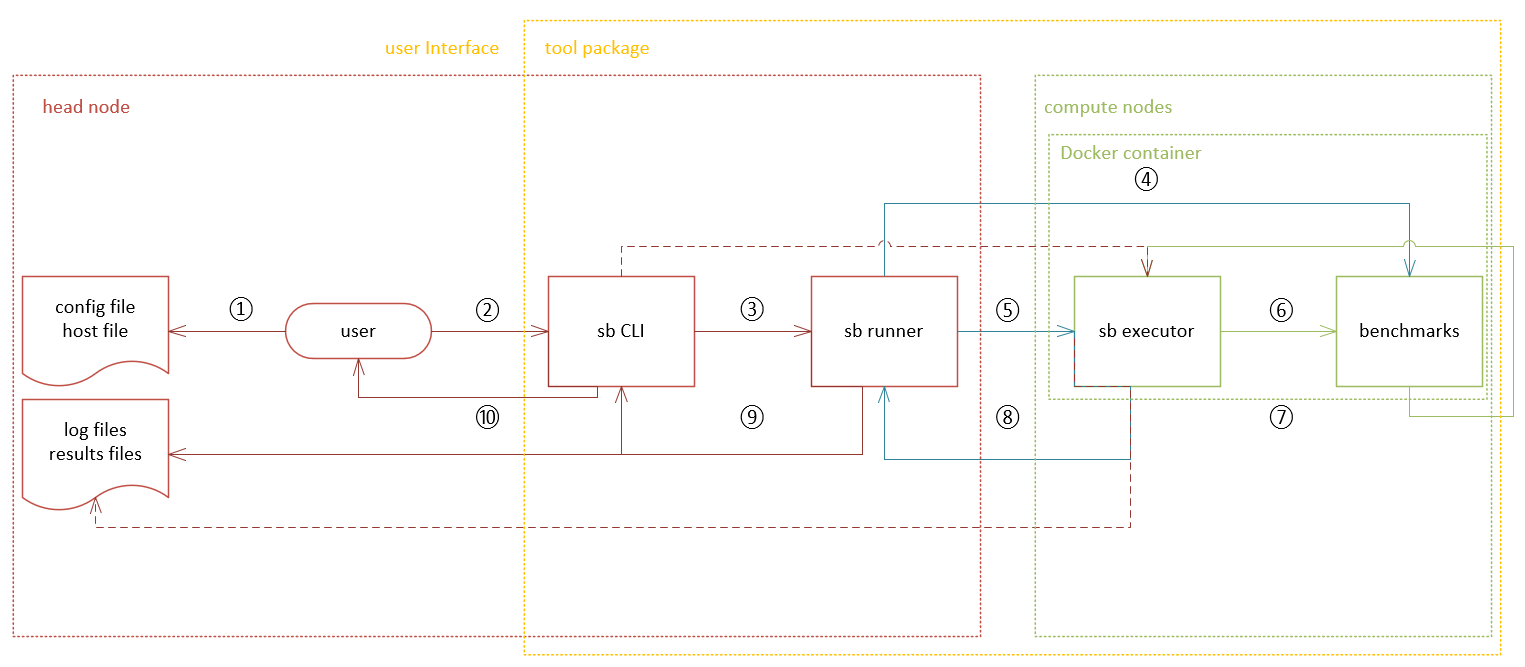 user Interface
tool package
head node
compute nodes
Docker container
④
config file
host file
①
user
②
sb CLI
③
sb runner
⑤
sb executor
⑥
benchmarks
⑩
⑨
⑧
⑦
log files
results files